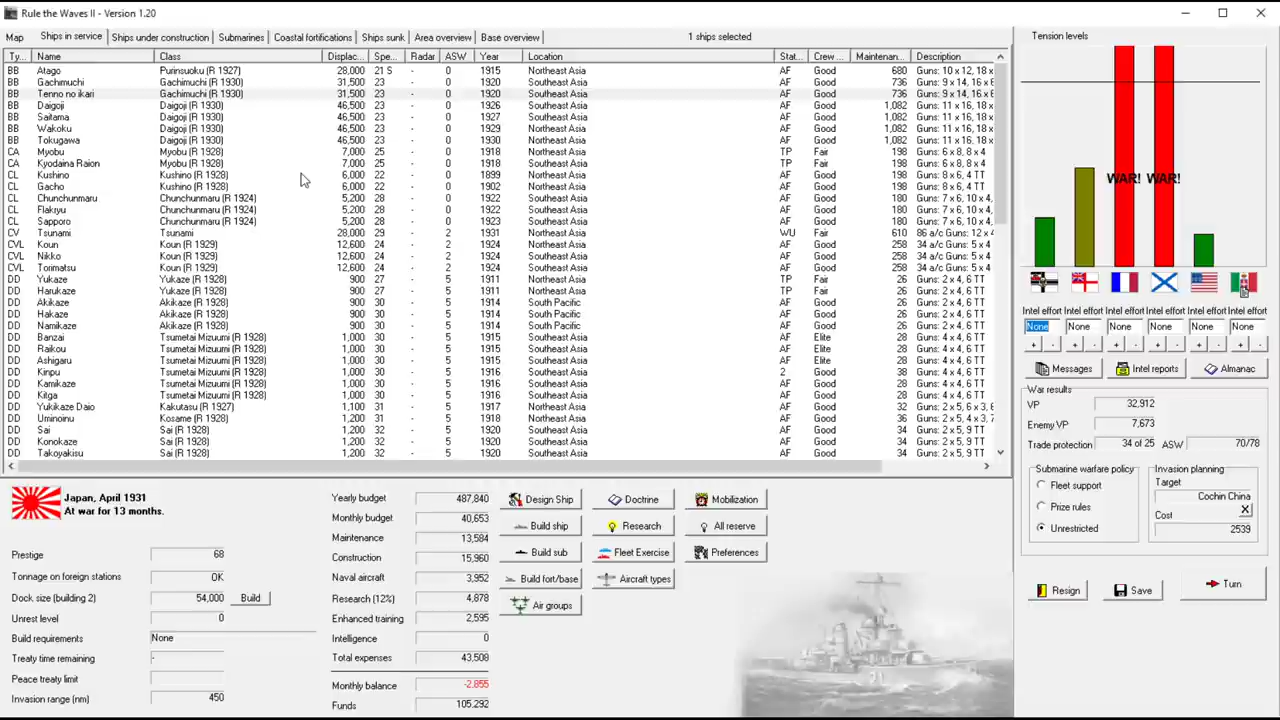 Rule the Waves II - Version 1.20
Map Ships in service Ships under construction Submarines Coastal fortifications Ships sunk Area overview Base overview 1 ships selected
Ty... Name Class Displac... Spe... Radar ASW Year Location Stat... Crew ... Maintenan... Description
BB Atago Purinsuoku (R 1927) 28,000 21 S - 0 1915 Northeast Asia AF Good 680 Guns: 10 x 12, 18 x
BB Gachimuchi Gachimuchi (R 1930) 31,500 23 - 0 1920 Southeast Asia AF Good 736 Guns: 9 x 14, 16 x 6
BB Tenno no ikari Gachimuchi (R 1930) 31,500 23 - 0 1920 Southeast Asia AF Good 736 Guns: 9 x 14, 16 x 6
BB Daigoji Daigoji (R 1930) 46,500 23 - 0 1926 Southeast Asia AF Good 1,082 Guns: 11 x 16, 18 x
BB Saitama Daigoji (R 1930) 46,500 23 - 0 1927 Southeast Asia AF Good 1,082 Guns: 11 x 16, 18 x
BB Wakoku Daigoji (R 1930) 46,500 23 - 0 1929 Northeast Asia AF Good 1,082 Guns: 11 x 16, 18 x
BB Tokugawa Daigoji (R 1930) 46,500 23 - 0 1930 Southeast Asia AF Good 1,082 Guns: 11 x 16, 18 x
CA Myobu Myobu (R 1928) 7,000 25 - 0 1918 Northeast Asia TP Fair 198 Guns: 6 x 8, 8 x 4
CA Kyodaina Raion Myobu (R 1928) 7,000 25 - 0 1918 Southeast Asia TP Fair 198 Guns: 6 x 8, 8 x 4
CL Kushino Kushino (R 1928) 6,000 22 - 0 1899 Southeast Asia AF Good 198 Guns: 8 x 6, 4 TT
CL Gacho Kushino (R 1928) 6,000 22 - 0 1902 Southeast Asia AF Good 198 Guns: 8 x 6, 4 TT
CL Chunchunmaru Chunchunmaru (R 1924) 5,200 28 - 0 1922 Southeast Asia AF Good 180 Guns: 7 x 6, 10 x 4
CL Flakryu Chunchunmaru (R 1924) 5,200 28 - 0 1922 Southeast Asia AF Good 180 Guns: 7 x 6, 10 x 4
CL Sapporo Chunchunmaru (R 1924) 5,200 28 - 0 1923 Southeast Asia AF Good 180 Guns: 7 x 6, 10 x 4
CV Tsunami Tsunami 28,000 29 - 2 1931 Northeast Asia WU Fair 610 86 a/c Guns: 12 x 4
CVL Koun Koun (R 1929) 12,600 24 - 2 1909 Southeast Asia AF Good 258 34 a/c Guns: 5 x 4
CVL Nikko Koun (R 1929) 12,600 24 - 2 1909 Southeast Asia AF Good 258 34 a/c Guns: 5 x 4
CVL Torimatsu Koun (R 1929) 12,600 24 - 2 1909 Southeast Asia AF Good 258 34 a/c Guns: 5 x 4
DD Yukaze Yukaze (R 1928) 900 27 - 5 1911 Northeast Asia TP Fair 26 Guns: 2 x 4, 6 TT
DD Harukaze Yukaze (R 1928) 900 27 - 5 1911 Northeast Asia TP Fair 26 Guns: 2 x 4, 6 TT
DD Akikaze Akikaze (R 1928) 900 30 - 5 1914 South Pacific AF Good 26 Guns: 2 x 4, 6 TT
DD Hakaze Akikaze (R 1928) 900 30 - 5 1914 South Pacific AF Good 26 Guns: 2 x 4, 6 TT
DD Namikaze Akikaze (R 1928) 900 30 - 5 1914 South Pacific AF Good 26 Guns: 2 x 4, 6 TT
DD Banzai Tsumetai Mizuumi (R 1928) 1,000 30 - 5 1915 Southeast Asia AF Elite 28 Guns: 4 x 4, 6 TT
DD Raikou Tsumetai Mizuumi (R 1928) 1,000 30 - 5 1915 Southeast Asia AF Elite 28 Guns: 4 x 4, 6 TT
DD Ashigaru Tsumetai Mizuumi (R 1928) 1,000 30 - 5 1915 Southeast Asia AF Elite 28 Guns: 4 x 4, 6 TT
DD Kinpu Tsumetai Mizuumi (R 1928) 1,000 30 - 5 1916 Southeast Asia 2 Good 38 Guns: 4 x 4, 6 TT
DD Kamikaze Tsumetai Mizuumi (R 1928) 1,000 30 - 5 1916 Southeast Asia AF Good 28 Guns: 4 x 4, 6 TT
DD Kitga Tsumetai Mizuumi (R 1928) 1,000 30 - 5 1916 Southeast Asia AF Good 28 Guns: 4 x 4, 6 TT
DD Yukikaze Daio Kakutasu (R 1927) 1,100 31 - 5 1917 Northeast Asia AF Good 32 Guns: 2 x 5, 6 x 3, 6
DD Uminoinu Kosame (R 1928) 1,200 31 - 5 1918 Northeast Asia AF Good 36 Guns: 2 x 5, 4 x 3,
DD Sai Sai (R 1928) 1,200 32 - 5 1920 Southeast Asia AF Good 34 Guns: 2 x 5, 9 TT
DD Konokaze Sai (R 1928) 1,200 32 - 5 1920 Southeast Asia AF Good 34 Guns: 2 x 5, 9 TT
DD Takoyakisu Sai (R 1928) 1,200 32 - 5 1920 Southeast Asia AF Good 34 Guns: 2 x 5, 9 TT
Tension levels
WAR! WAR!
Intel effort Intel effort Intel effort Intel effort Intel effort Intel effort
None None None None None None
+ - + - + - + - + - + -
Messages Intel reports Almanac
War results
VP 32,912
Enemy VP 7,673
Trade protection 34 of 25 ASW 70/78
Submarine warfare policy
Fleet support
Prize rules
Unrestricted
Invasion planning
Target
Cochin China
Cost X
2539
Resign Save Turn
Japan, April 1931
At war for 13 months.
Prestige 68
Tonnage on foreign stations OK
Dock size (building 2) 54,000 Build
Unrest level 0
Build requirements None
Treaty time remaining -
Peace treaty limit
Invasion range (nm) 450
Yearly budget 487,840
Monthly budget 40,653
Maintenance 13,584
Construction 15,960
Naval aircraft 3,952
Research (12%) 4,878
Enhanced training 2,595
Intelligence 0
Total expenses 43,508
Monthly balance -2,855
Funds 105,292
Design Ship Doctrine Mobilization
Build ship Research All reserve
Build sub Fleet Exercise Preferences
Build fort/base Aircraft types
Air groups